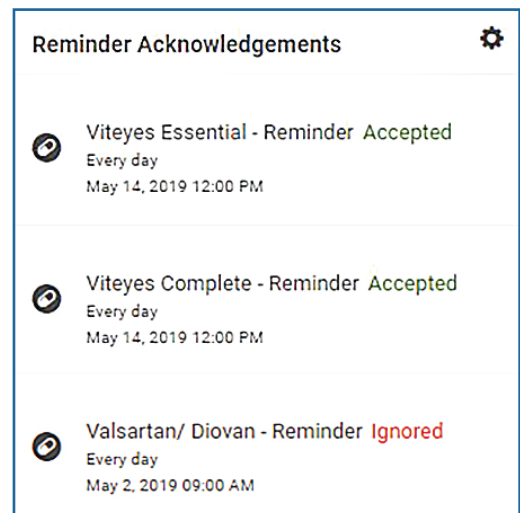 Reminder Acknowledgements
Viteyes Essential - Reminder Accepted
Every day
May 14, 2019 12:00 PM
Viteyes Complete - Reminder Accepted
Every day
May 14, 2019 12:00 PM
Valsartan/ Diovan - Reminder Ignored
Every day
May 2, 2019 09:00 AM